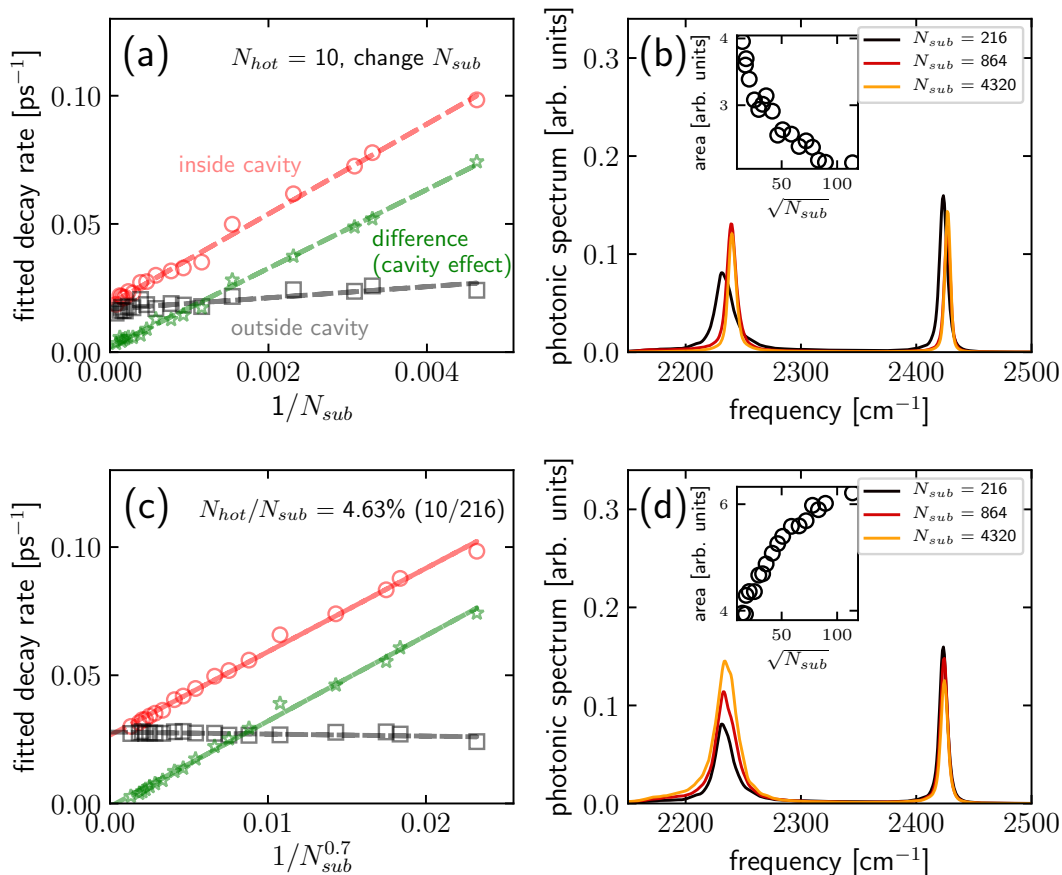 (a)
N_hot = 10, change N_sub
inside cavity
difference
(cavity effect)
outside cavity
fitted decay rate [ps⁻¹]
0.10
0.05
0.00
0.000
0.002
0.004
1/N_sub
(b)
N_sub = 216
N_sub = 864
N_sub = 4320
photonic spectrum [arb. units]
0.3
0.2
0.1
0.0
2200
2300
2400
2500
frequency [cm⁻¹]
area [arb. units]
4
3
50
100
√N_sub
(c)
N_hot/N_sub = 4.63% (10/216)
fitted decay rate [ps⁻¹]
0.10
0.05
0.00
0.00
0.01
0.02
1/N_sub^0.7
(d)
N_sub = 216
N_sub = 864
N_sub = 4320
photonic spectrum [arb. units]
0.3
0.2
0.1
0.0
2200
2300
2400
2500
frequency [cm⁻¹]
area [arb. units]
6
4
50
100
√N_sub